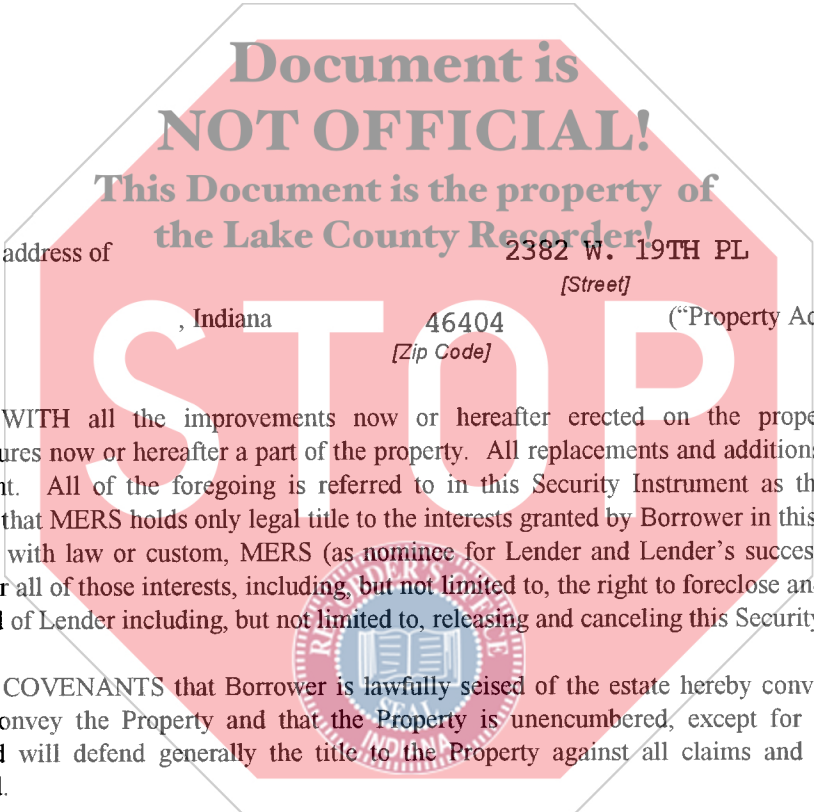 Document is
NOT OFFICIAL!
This Document is the property of
the Lake County Recorder!
address of 2382 W. 19TH PL
[Street]
, Indiana 46404 (“Property Ad
[Zip Code]
STOP
WITH all the improvements now or hereafter erected on the prope
ures now or hereafter a part of the property. All replacements and additions
nt. All of the foregoing is referred to in this Security Instrument as th
that MERS holds only legal title to the interests granted by Borrower in this
with law or custom, MERS (as nominee for Lender and Lender’s succes
r all of those interests, including, but not limited to, the right to foreclose an
l of Lender including, but not limited to, releasing and canceling this Security
RECORDER'S OFFICE
SEAL
INDIANA
COVENANTS that Borrower is lawfully seised of the estate hereby conv
onvey the Property and that the Property is unencumbered, except for
d will defend generally the title to the Property against all claims and
l.